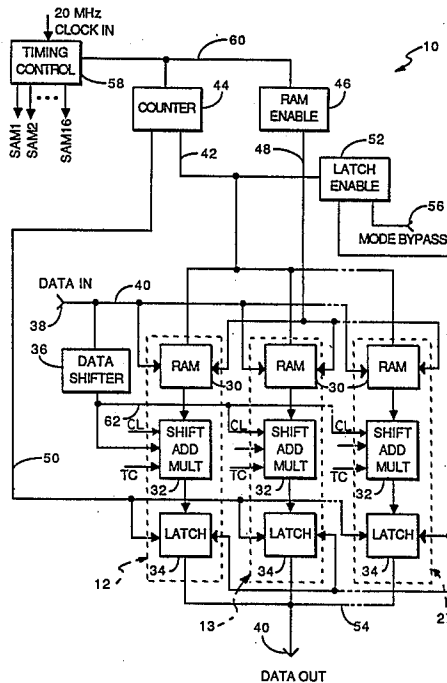 20 MHz
CLOCK IN
TIMING
CONTROL
58
60
10
SAM1
SAM2
SAM16
COUNTER
44
RAM
ENABLE
46
42
48
52
LATCH
ENABLE
56
MODE BYPASS
DATA IN
40
38
36
DATA
SHIFTER
RAM
30
RAM
30
RAM
62
CL
SHIFT
ADD
MULT
TC
32
CL
SHIFT
ADD
MULT
TC
32
CL
SHIFT
ADD
MULT
TC
32
50
LATCH
34
LATCH
34
LATCH
34
12
13
54
40
DATA OUT